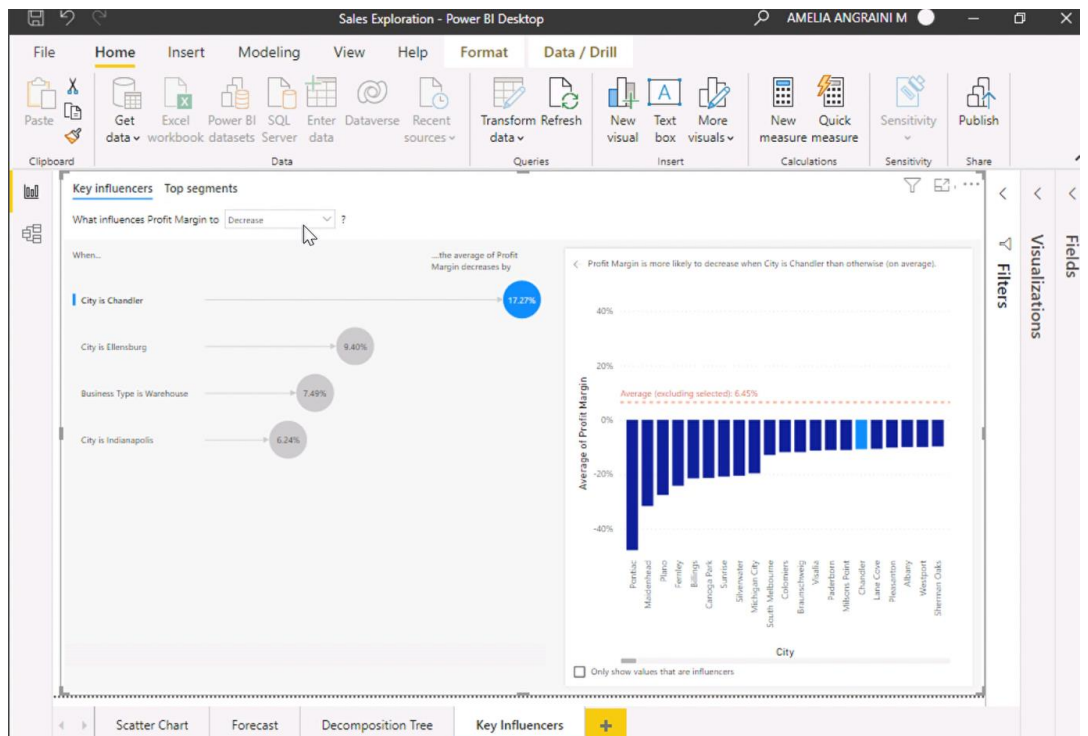 Sales Exploration - Power BI Desktop
AMELIA ANGRAINI M
File Home Insert Modeling View Help Format Data / Drill
Paste
Get data
Excel workbook
Power BI datasets
SQL Server
Enter data
Dataverse
Recent sources
Transform data
Refresh
New visual
Text box
More visuals
New measure
Quick measure
Sensitivity
Publish
Clipboard Data Queries Insert Calculations Sensitivity Share
Key influencers Top segments
What influences Profit Margin to Decrease ?
When...
....the average of Profit
Margin decreases by
City is Chandler 17.27%
City is Ellensburg 9.40%
Business Type is Warehouse 7.49%
City is Indianapolis 6.24%
Profit Margin is more likely to decrease when City is Chandler than otherwise (on average).
Average of Profit Margin
40%
20%
Average (excluding selected): 6.45%
0%
-20%
-40%
Pontiac
Maidenhead
Plano
Fernley
Billings
Canoga Park
Sunrise
Silverwater
Michigan City
South Melbourne
Colomiers
Braunschweig
Visalia
Paderborn
Milsons Point
Chandler
Lane Cove
Pleasanton
Albany
Westport
Sherman Oaks
City
Only show values that are influencers
Filters
Visualizations
Fields
Scatter Chart Forecast Decomposition Tree Key Influencers +